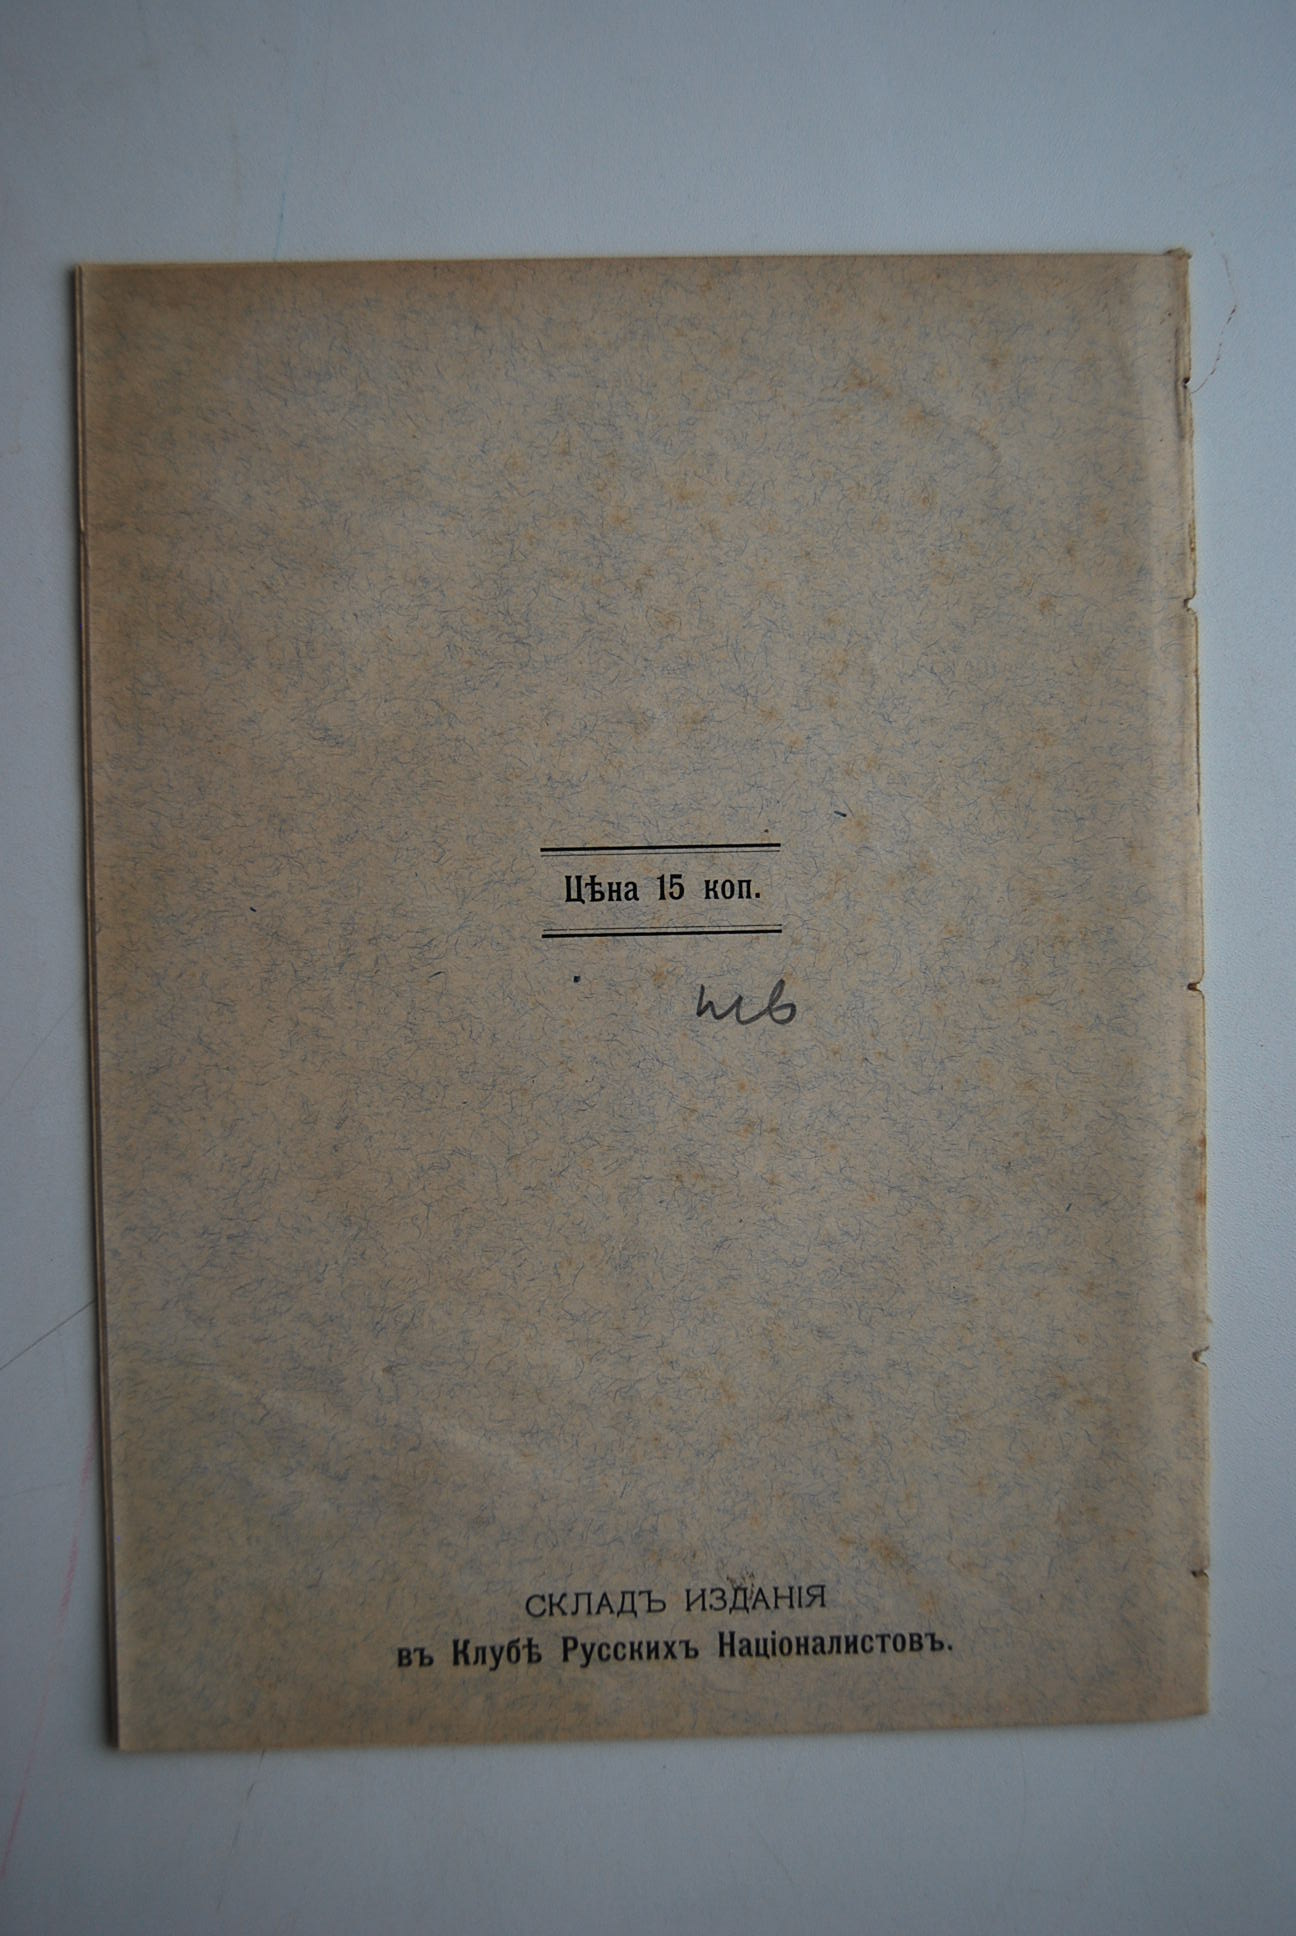 Цѣна 15 коп.
СКЛАДЪ ИЗДАНІЯ
въ Клубѣ Русскихъ Націоналистовъ.